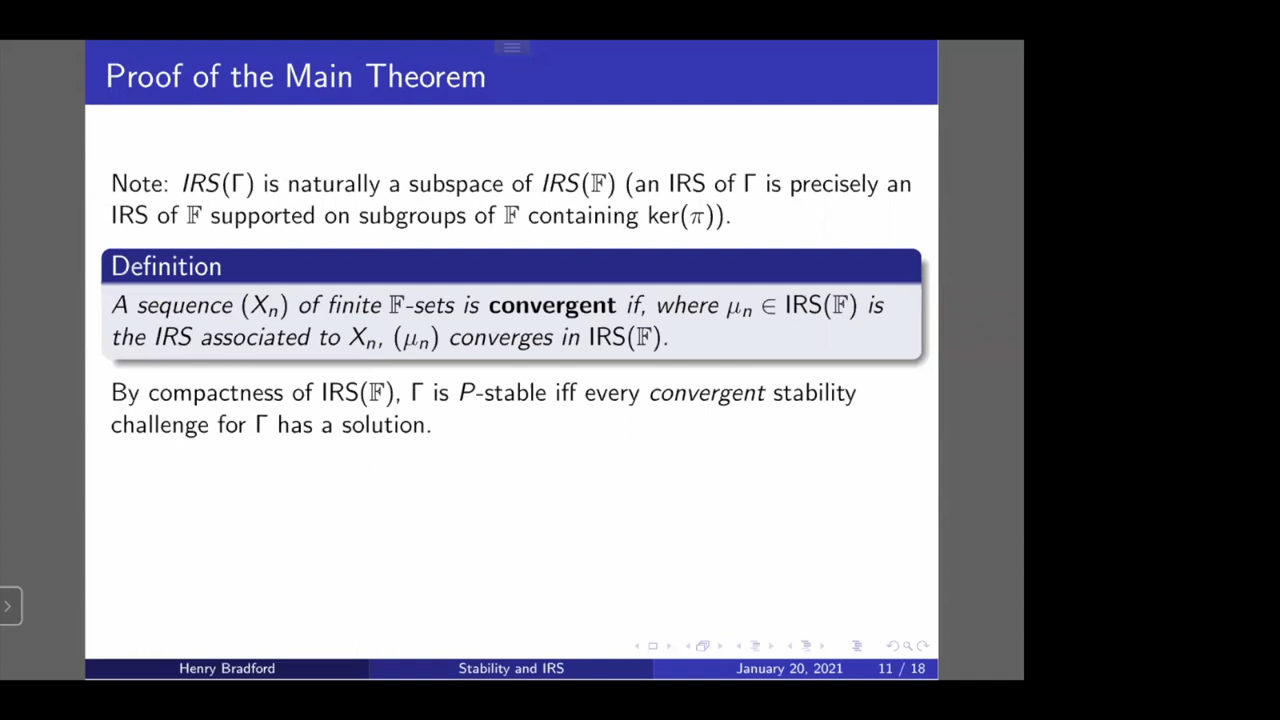 Proof of the Main Theorem
Note: IRS(Γ) is naturally a subspace of IRS(𝔽) (an IRS of Γ is precisely an
IRS of 𝔽 supported on subgroups of 𝔽 containing ker(π)).
Definition
A sequence (Xₙ) of finite 𝔽-sets is convergent if, where μₙ ∈ IRS(𝔽) is
the IRS associated to Xₙ, (μₙ) converges in IRS(𝔽).
By compactness of IRS(𝔽), Γ is P-stable iff every convergent stability
challenge for Γ has a solution.
Henry Bradford Stability and IRS January 20, 2021 11 / 18